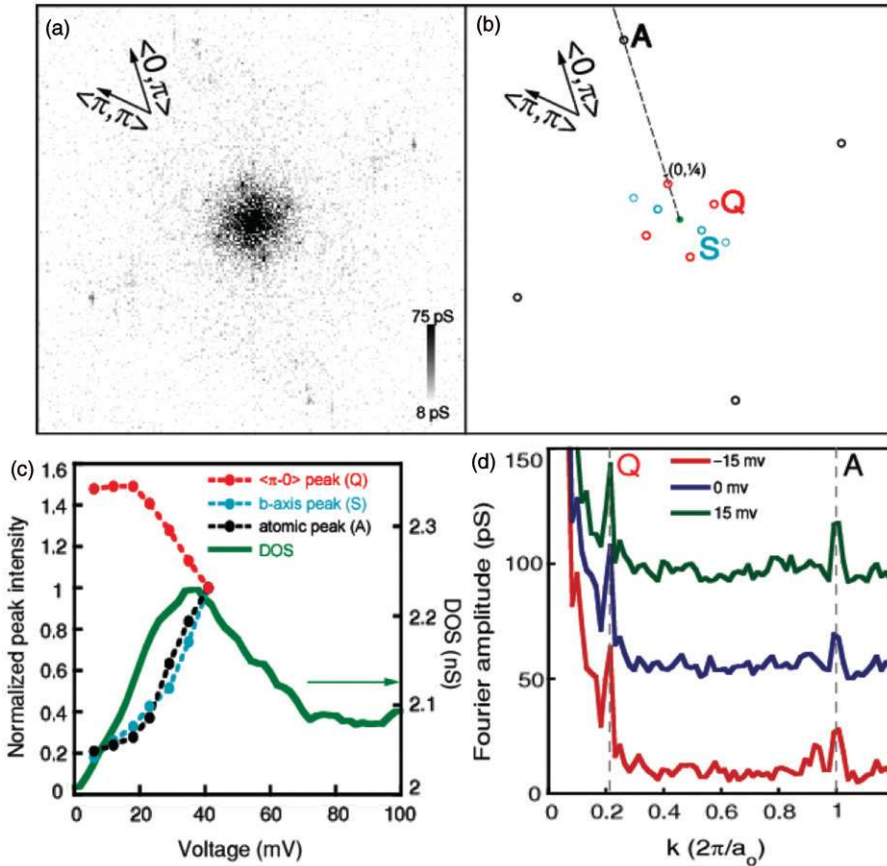 (a)
<0,π>
<π,π>
75 pS
8 pS
(b)
<0,π>
<π,π>
A
(0,¼)
Q
S
(c)
Normalized peak intensity
1.6
1.4
1.2
1
0.8
0.6
0.4
0.2
0
<π-0> peak (Q)
b-axis peak (S)
atomic peak (A)
DOS
2.3
2.2
2.1
2
DOS (nS)
0 20 40 60 80 100
Voltage (mV)
(d)
Fourier amplitude (pS)
150
100
50
0
Q
A
−15 mv
0 mv
15 mv
0 0.2 0.4 0.6 0.8 1
k (2π/ao)